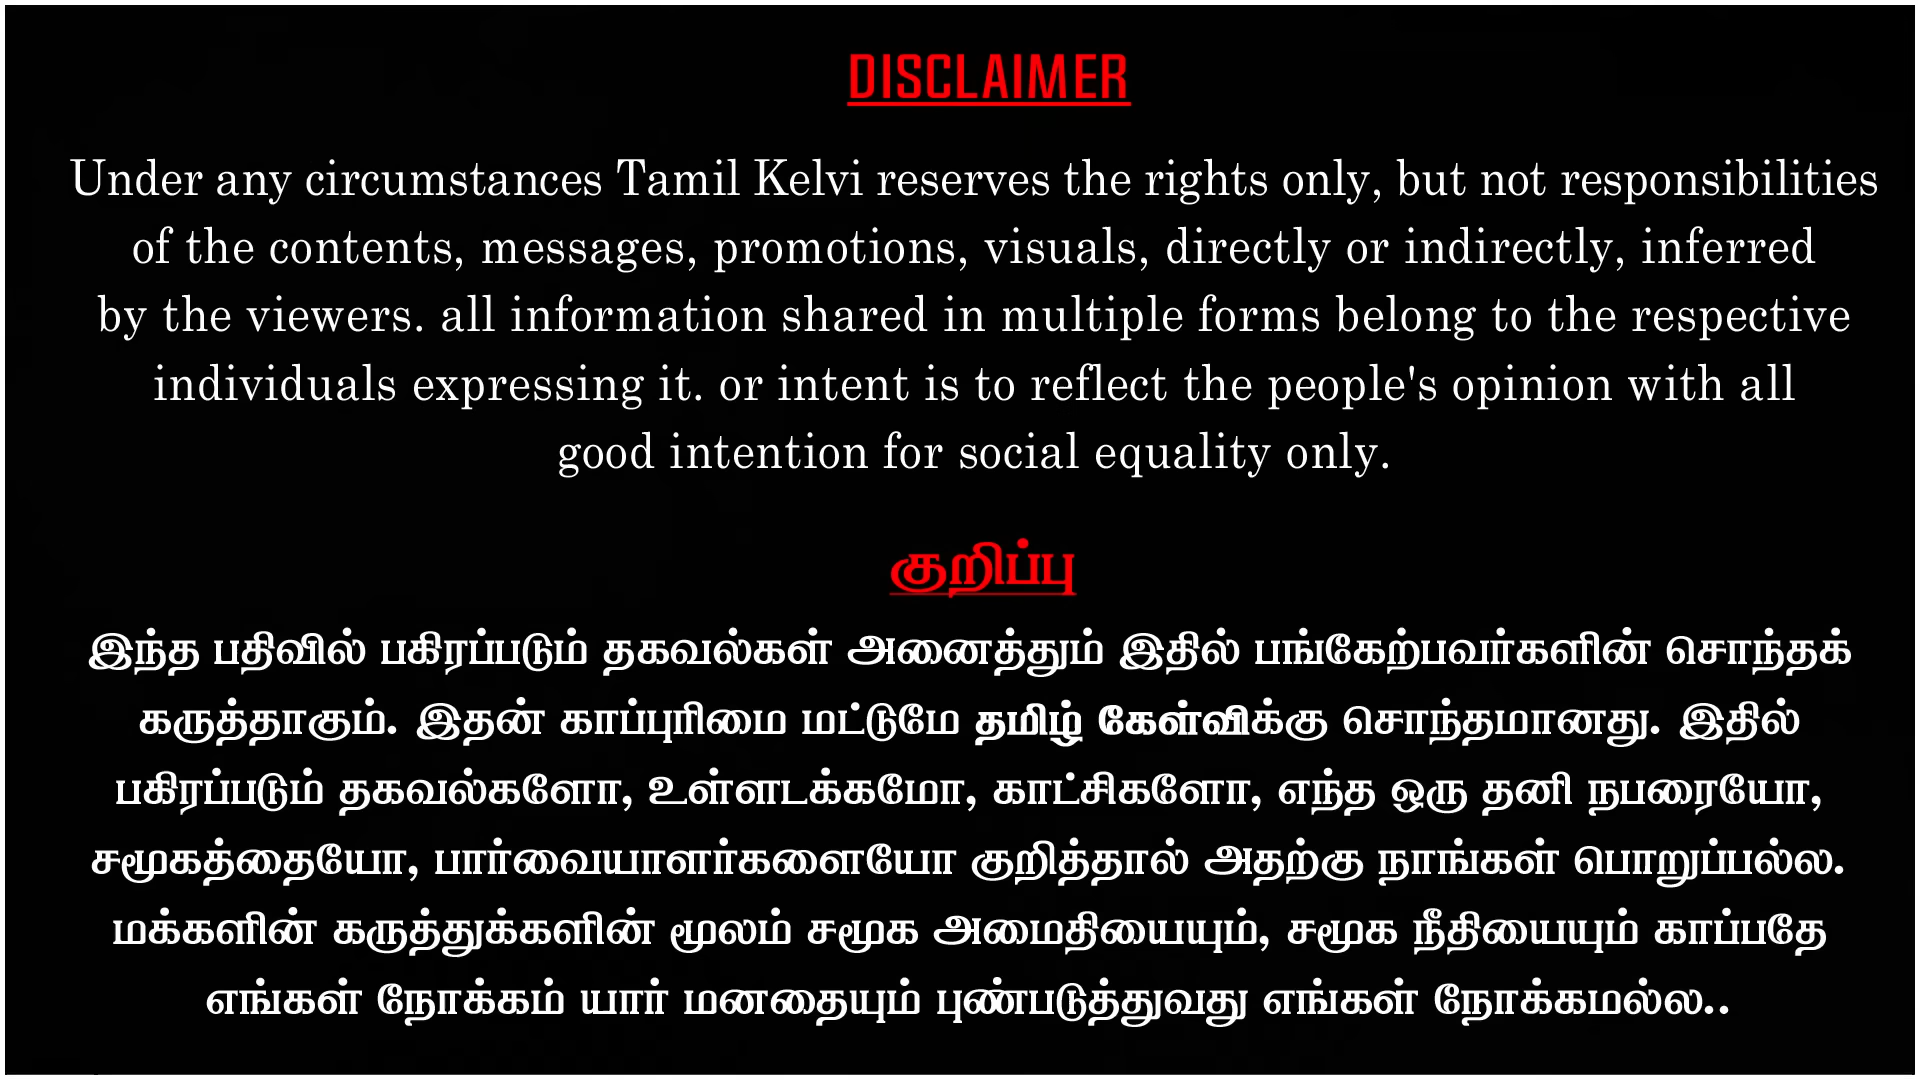 DISCLAIMER
Under any circumstances Tamil Kelvi reserves the rights only, but not responsibilities
of the contents, messages, promotions, visuals, directly or indirectly, inferred
by the viewers. all information shared in multiple forms belong to the respective
individuals expressing it. or intent is to reflect the people's opinion with all
good intention for social equality only.
குறிப்பு
இந்த பதிவில் பகிரப்படும் தகவல்கள் அனைத்தும் இதில் பங்கேற்பவர்களின் சொந்தக்
கருத்தாகும். இதன் காப்புரிமை மட்டுமே தமிழ் கேள்விக்கு சொந்தமானது. இதில்
பகிரப்படும் தகவல்களோ, உள்ளடக்கமோ, காட்சிகளோ, எந்த ஒரு தனி நபரையோ,
சமூகத்தையோ, பார்வையாளர்களையோ குறித்தால் அதற்கு நாங்கள் பொறுப்பல்ல.
மக்களின் கருத்துக்களின் மூலம் சமூக அமைதியையும், சமூக நீதியையும் காப்பதே
எங்கள் நோக்கம் யார் மனதையும் புண்படுத்துவது எங்கள் நோக்கமல்ல..